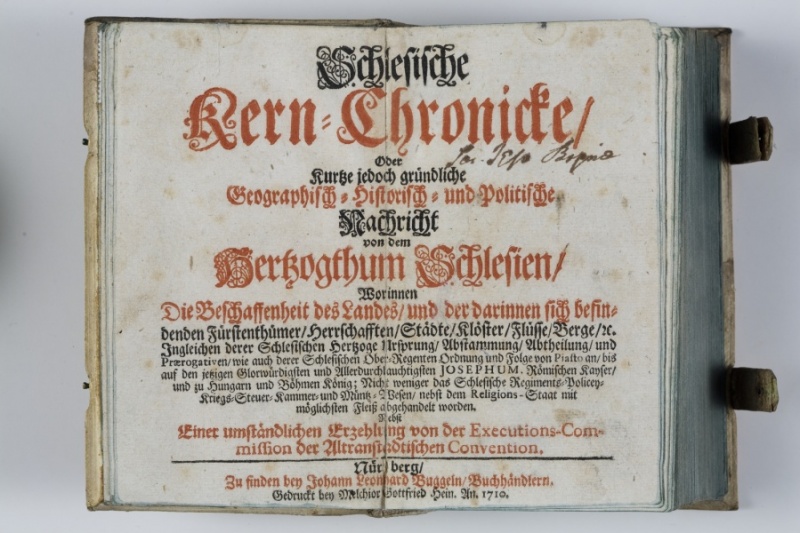 Schlesische
Kern-Chronicke/
Oder
Kurtze jedoch gründliche
Geographisch-Historisch- und Politische
Nachricht
von dem
Hertzogthum Schlesien/
Worinnen
Die Beschaffenheit des Landes/ und der darinnen sich befin-
denden Fürstenthümer/ Herrschafften/ Städte/ Klöster/ Flüsse/ Berge/ ꝛc.
Ingleichen derer Schlesischen Hertzoge Ursprung/ Abstammung/ Abtheilung/ und
Prærogativen/ wie auch derer Schlesischen Ober-Regenten Ordnung und Folge von Piasto an/ bis
auf den jetzigen Glorwürdigsten und Allerdurchlauchtigsten JOSEPHUM, Römischen Kayser/
und zu Hungarn und Böhmen König; Nicht weniger das Schlesische Regiments-Policey-
Kriegs-Steuer-Kammer- und Müntz-Wesen/ nebst dem Religions-Staat mit
möglichsten Fleiß abgehandelt worden.
Nebst
Einer umständlichen Erzehlung von der Executions-Com-
mission der Altranstädtischen Convention.
Nürnberg/
Zu finden bey Johann Leonhard Buggeln/ Buchhändlern.
Gedruckt bey Melchior Gottfried Hein. An. 1710.